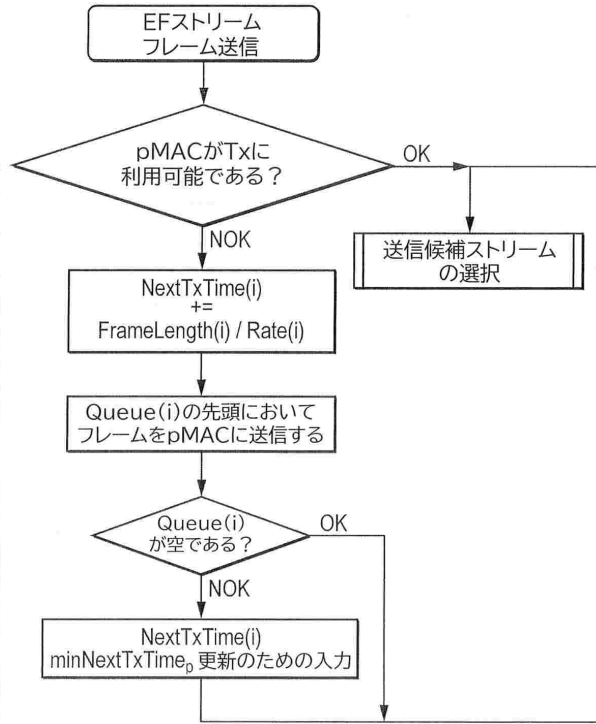 EFストリーム
フレーム送信
pMACがTxに
利用可能である？
OK
NOK
送信候補ストリーム
の選択
NextTxTime(i)
+=
FrameLength(i) / Rate(i)
Queue(i)の先頭において
フレームをpMACに送信する
Queue(i)
が空である？
OK
NOK
NextTxTime(i)
minNextTxTimep 更新のための入力